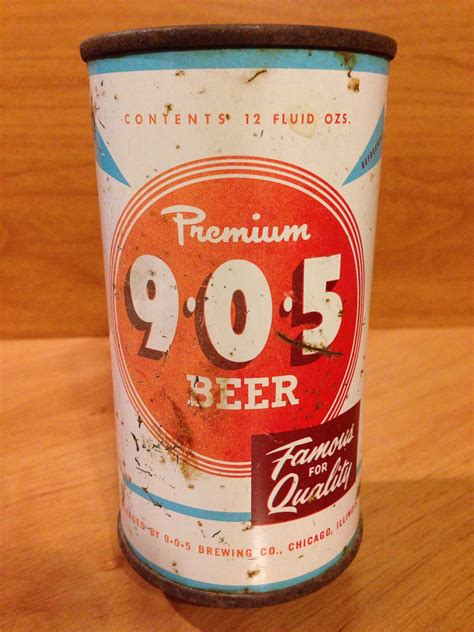 CONTENTS 12 FLUID OZS.
Premium
9·0·5
BEER
Famous
FOR
Quality
BY 9·0·5 BREWING CO., CHICAGO,